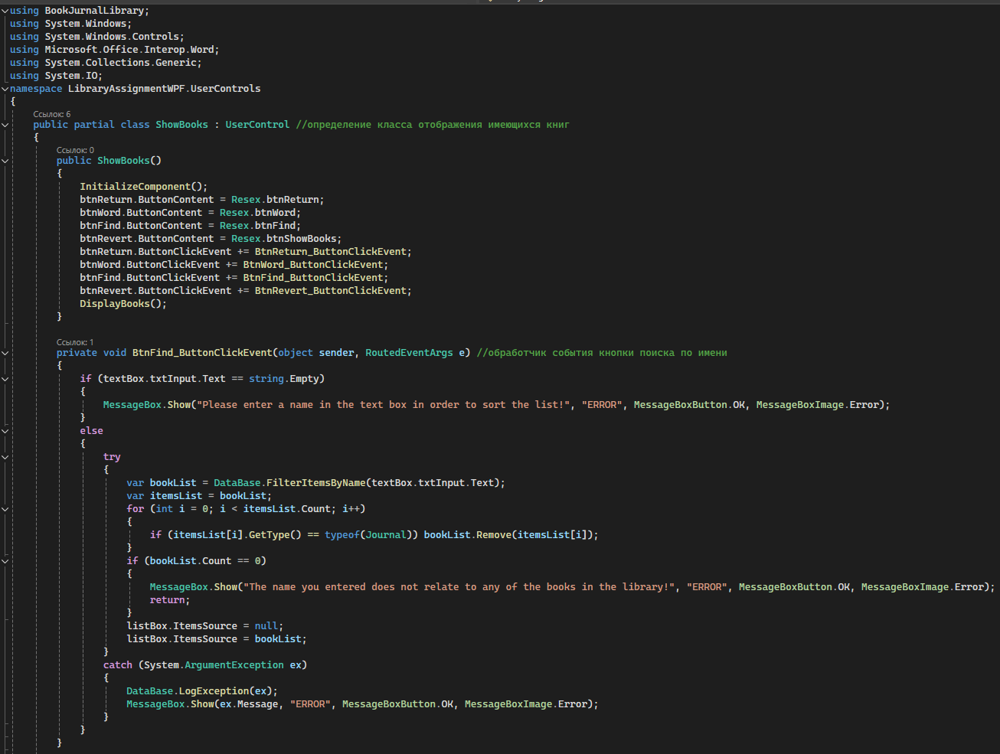 using BookJurnalLibrary;
using System.Windows;
using System.Windows.Controls;
using Microsoft.Office.Interop.Word;
using System.Collections.Generic;
using System.IO;
namespace LibraryAssignmentWPF.UserControls
{
Ссылок: 6
public partial class ShowBooks : UserControl //определение класса отображения имеющихся книг
{
Ссылок: 0
public ShowBooks()
{
InitializeComponent();
btnReturn.ButtonContent = Resex.btnReturn;
btnWord.ButtonContent = Resex.btnWord;
btnFind.ButtonContent = Resex.btnFind;
btnRevert.ButtonContent = Resex.btnShowBooks;
btnReturn.ButtonClickEvent += BtnReturn_ButtonClickEvent;
btnWord.ButtonClickEvent += BtnWord_ButtonClickEvent;
btnFind.ButtonClickEvent += BtnFind_ButtonClickEvent;
btnRevert.ButtonClickEvent += BtnRevert_ButtonClickEvent;
DisplayBooks();
}
Ссылок: 1
private void BtnFind_ButtonClickEvent(object sender, RoutedEventArgs e) //обработчик события кнопки поиска по имени
{
if (textBox.txtInput.Text == string.Empty)
{
MessageBox.Show("Please enter a name in the text box in order to sort the list!", "ERROR", MessageBoxButton.OK, MessageBoxImage.Error);
}
else
{
try
{
var bookList = DataBase.FilterItemsByName(textBox.txtInput.Text);
var itemsList = bookList;
for (int i = 0; i < itemsList.Count; i++)
{
if (itemsList[i].GetType() == typeof(Journal)) bookList.Remove(itemsList[i]);
}
if (bookList.Count == 0)
{
MessageBox.Show("The name you entered does not relate to any of the books in the library!", "ERROR", MessageBoxButton.OK, MessageBoxImage.Error);
return;
}
listBox.ItemsSource = null;
listBox.ItemsSource = bookList;
}
catch (System.ArgumentException ex)
{
DataBase.LogException(ex);
MessageBox.Show(ex.Message, "ERROR", MessageBoxButton.OK, MessageBoxImage.Error);
}
}
}